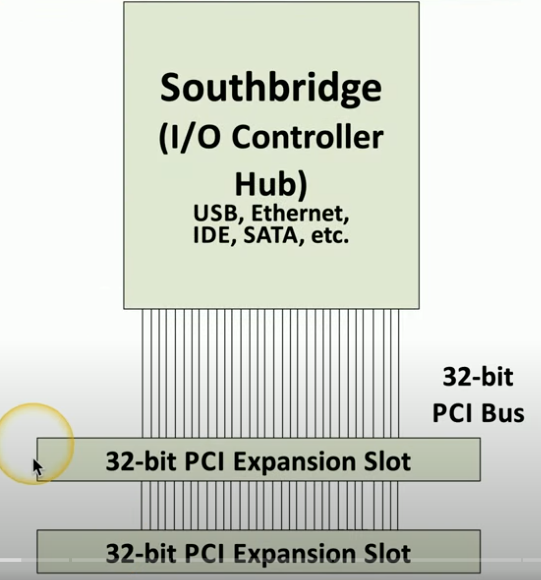 Southbridge
(I/O Controller
Hub)
USB, Ethernet,
IDE, SATA, etc.
32-bit
PCI Bus
32-bit PCI Expansion Slot
32-bit PCI Expansion Slot